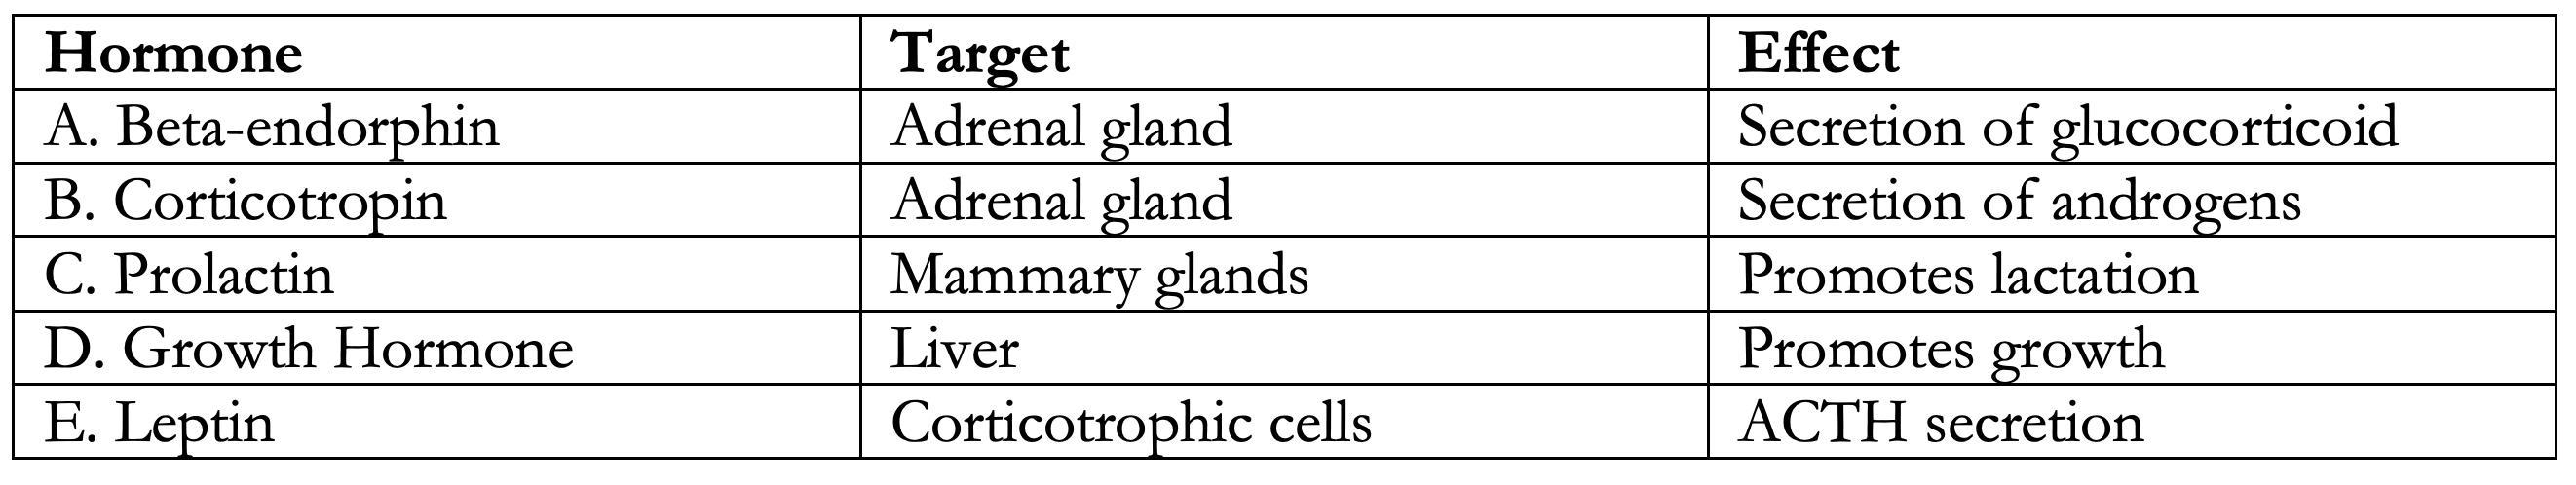 Hormone Target Effect
A. Beta-endorphin Adrenal gland Secretion of glucocorticoid
B. Corticotropin Adrenal gland Secretion of androgens
C. Prolactin Mammary glands Promotes lactation
D. Growth Hormone Liver Promotes growth
E. Leptin Corticotrophic cells ACTH secretion